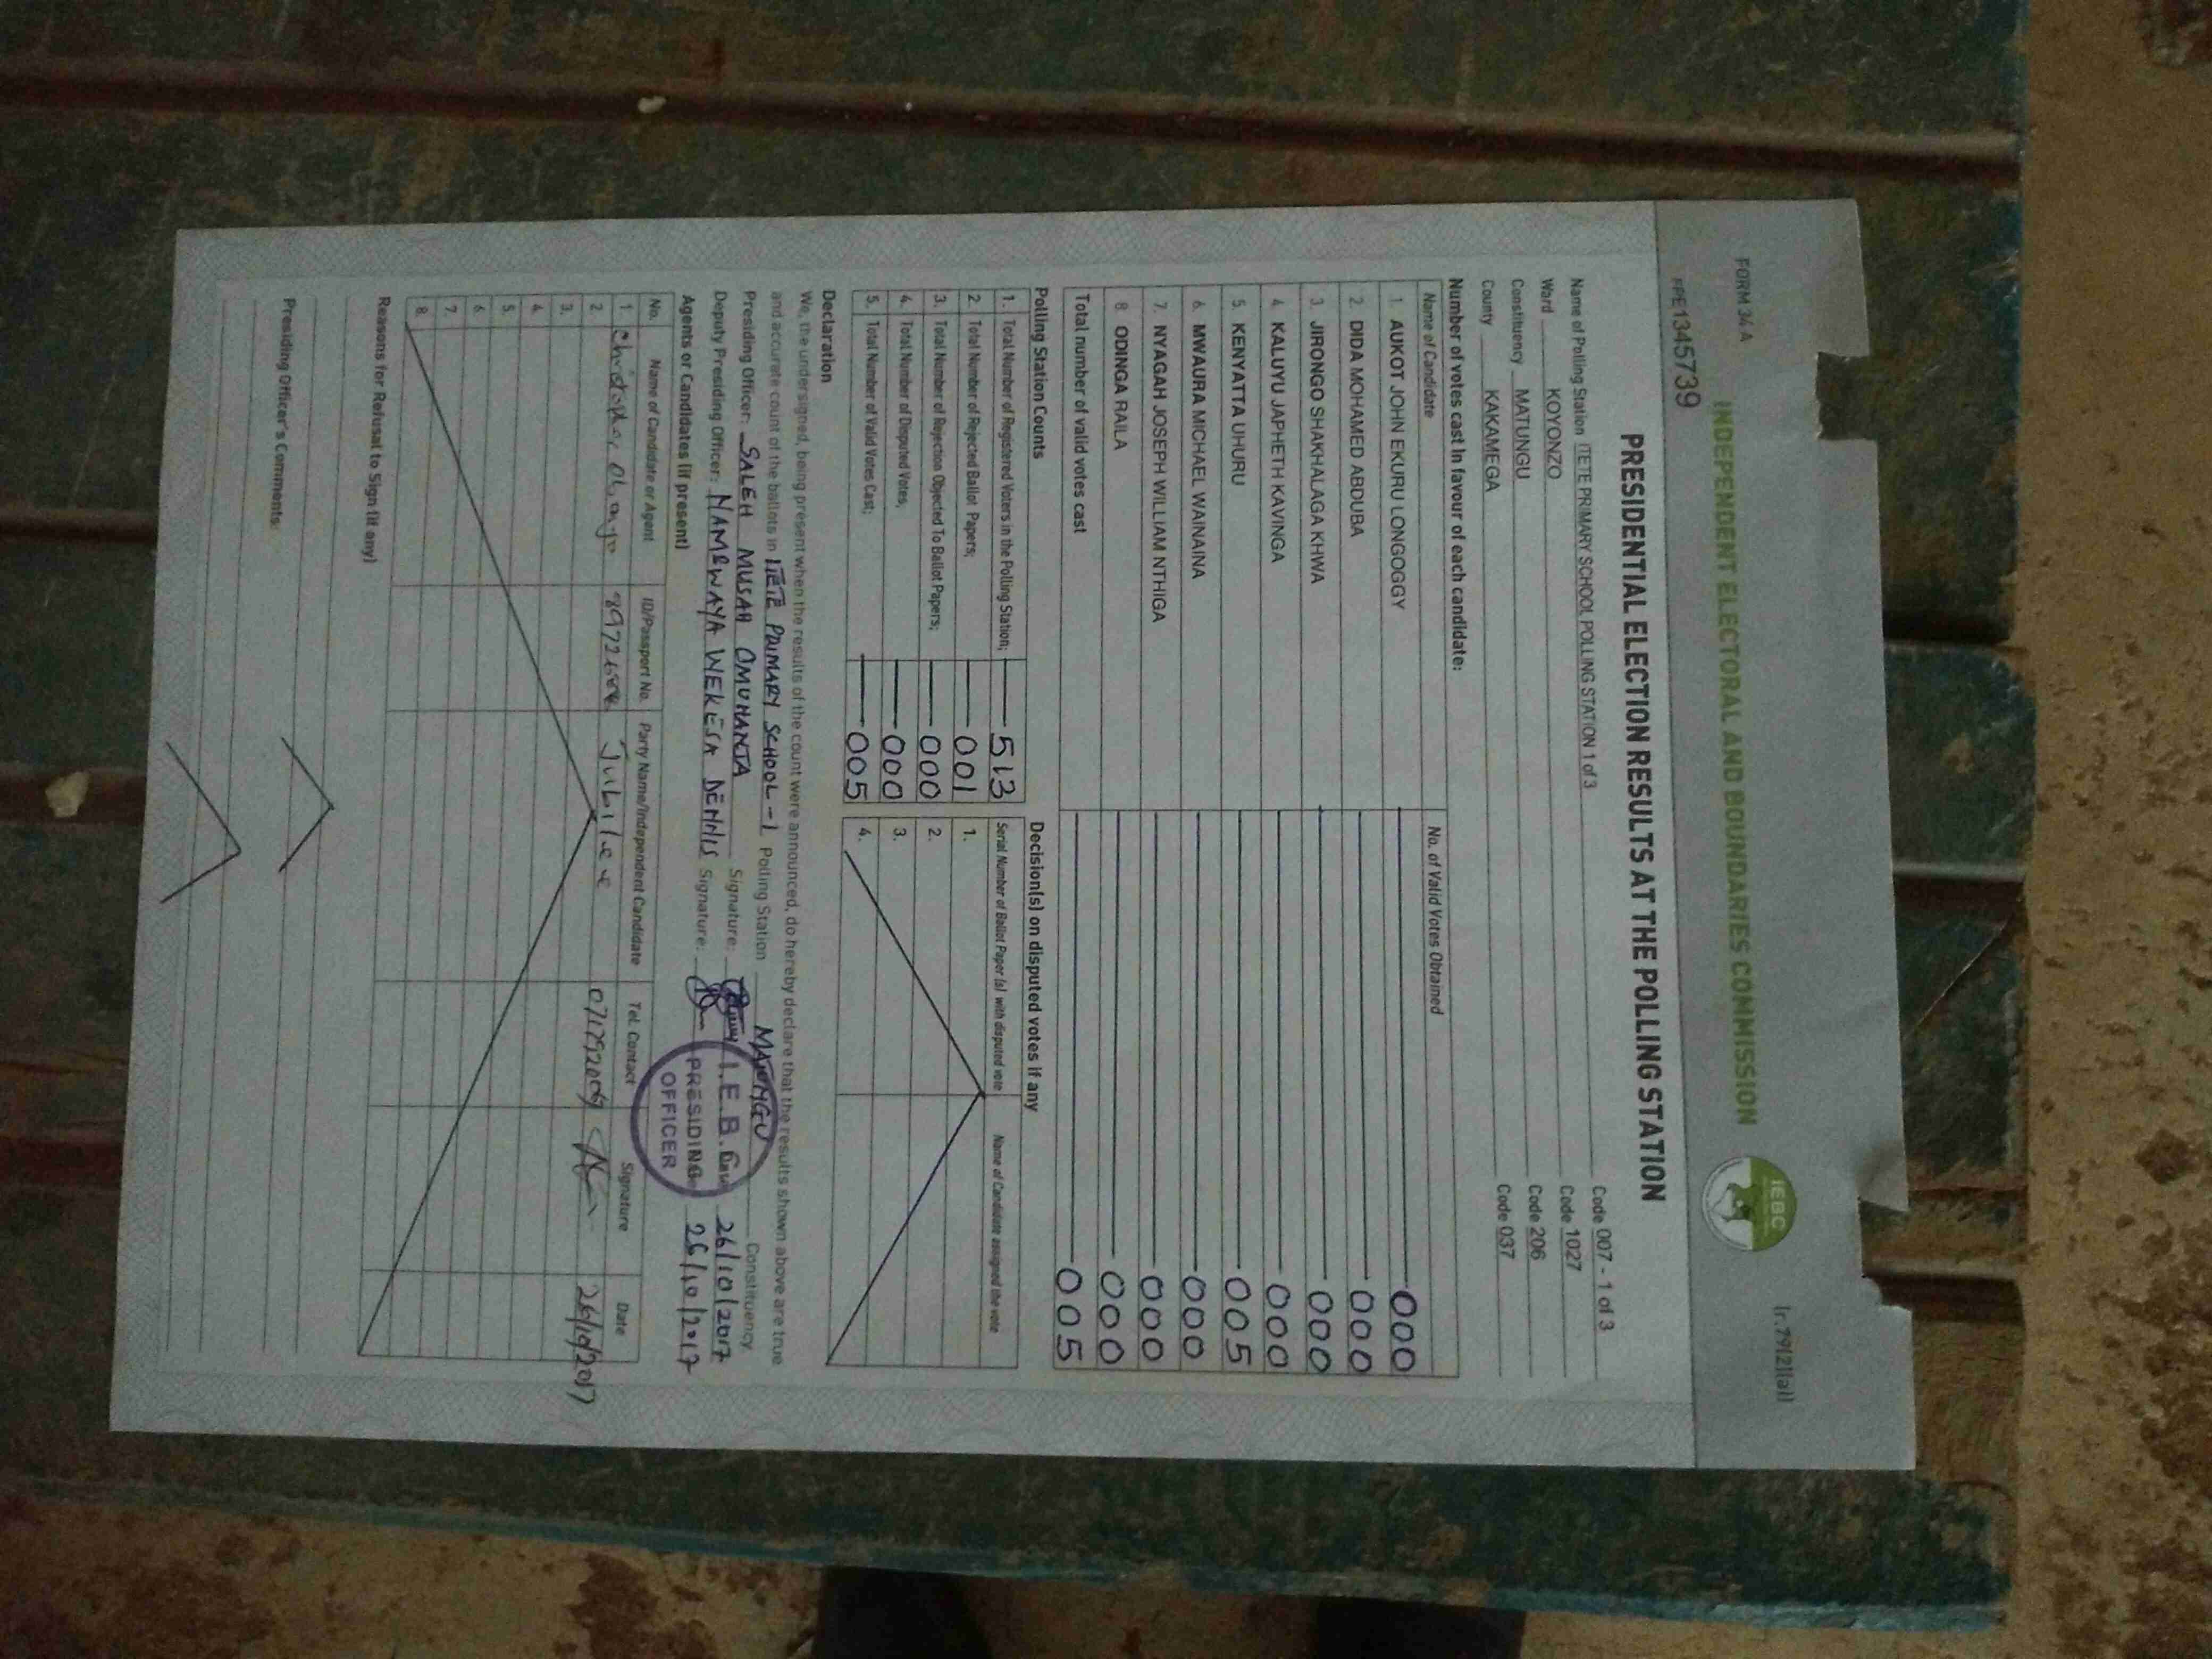 FORM 34 A
(r.79(2)(a))
INDEPENDENT ELECTORAL AND BOUNDARIES COMMISSION
IEBC
FPE1345739
PRESIDENTIAL ELECTION RESULTS AT THE POLLING STATION
Name of Polling Station ITETE PRIMARY SCHOOL POLLING STATION 1 of 3 Code 007 - 1 of 3
Ward KOYONZO Code 1027
Constituency MATUNGU Code 206
County KAKAMEGA Code 037
Number of votes cast in favour of each candidate:
Name of Candidate No. of Valid Votes Obtained
1 AUKOT JOHN EKURU LONGOGGY 000
2. DIDA MOHAMED ABDUBA 000
3 JIRONGO SHAKHALAGA KHWA 000
4 KALUYU JAPHETH KAVINGA 000
5 KENYATTA UHURU 005
6. MWAURA MICHAEL WAINAINA 000
7. NYAGAH JOSEPH WILLIAM NTHIGA 000
8 ODINGA RAILA 000
Total number of valid votes cast 005
Polling Station Counts
1. Total Number of Registered Voters in the Polling Station; 513
2 Total Number of Rejected Ballot Papers; 001
3. Total Number of Rejection Objected To Ballot Papers; 000
4. Total Number of Disputed Votes; 000
5. Total Number of Valid Votes Cast; 005
Decision(s) on disputed votes if any
Serial Number of Ballot Paper (s) with disputed vote Name of Candidate assigned the vote
1.
2.
3.
4.
Declaration
We, the undersigned, being present when the results of the count were announced, do hereby declare that the results shown above are true
and accurate count of the ballots in ITETE PRIMARY SCHOOL - 1 Polling Station MATUNGU Constituency
Presiding Officer: SALEH MUSAH OMUHANTA Signature: 26/10/2017
Deputy Presiding Officer: NAMBWAYA WEKESA DENNIS Signature: 26/10/2017
I.E.B.C
PRESIDING
OFFICER
Agents or Candidates (if present)
No. Name of Candidate or Agent ID/Passport No. Party Name/Independent Candidate Tel. Contact Signature Date
1 Christopher Jubilee 26/10/2017
2.
3.
4.
5
6
7.
8.
Reasons for Refusal to Sign (if any)
Presiding Officer's Comments: